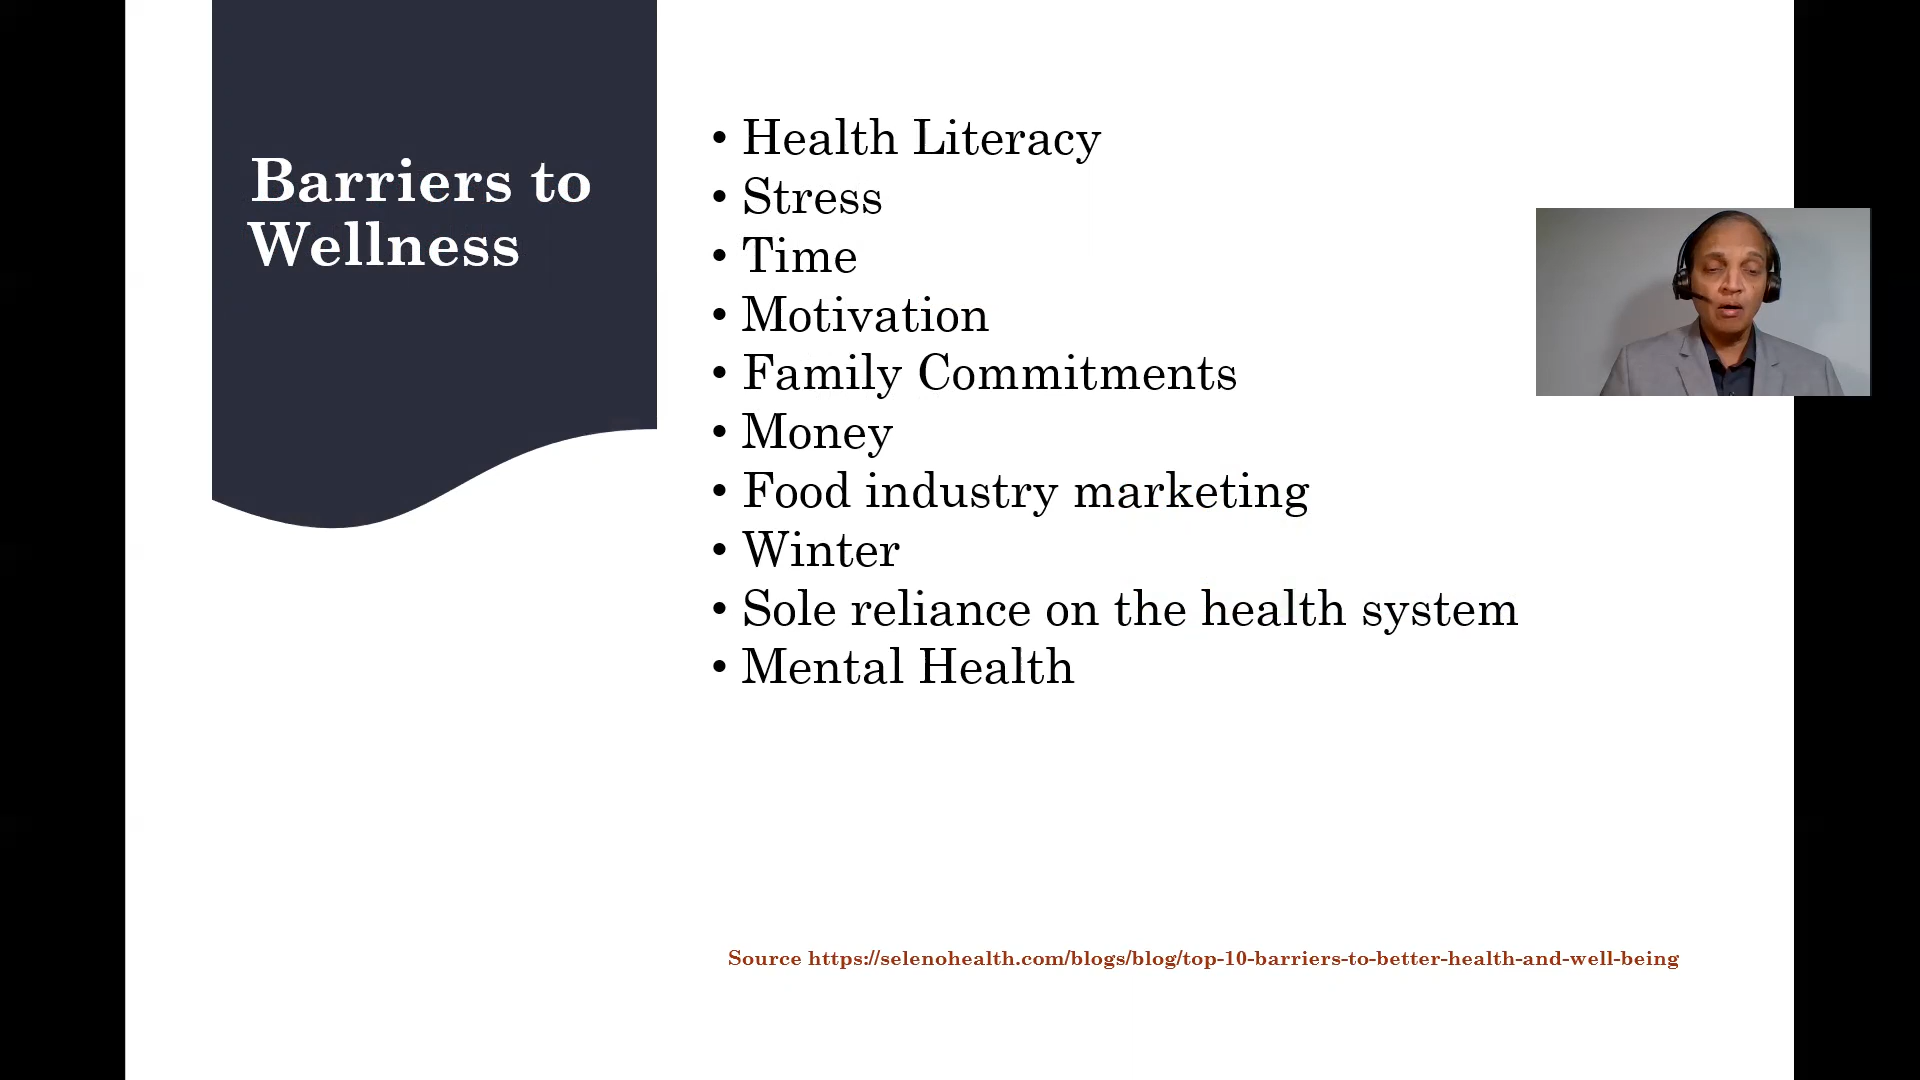 Barriers to
Wellness
• Health Literacy
• Stress
• Time
• Motivation
• Family Commitments
• Money
• Food industry marketing
• Winter
• Sole reliance on the health system
• Mental Health
Source https://selenohealth.com/blogs/blog/top-10-barriers-to-better-health-and-well-being